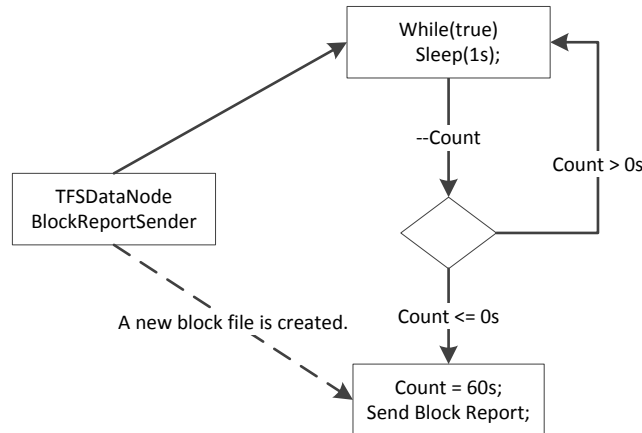 While(true)
Sleep(1s);
--Count
Count > 0s
TFSDataNode
BlockReportSender
A new block file is created.
Count <= 0s
Count = 60s;
Send Block Report;